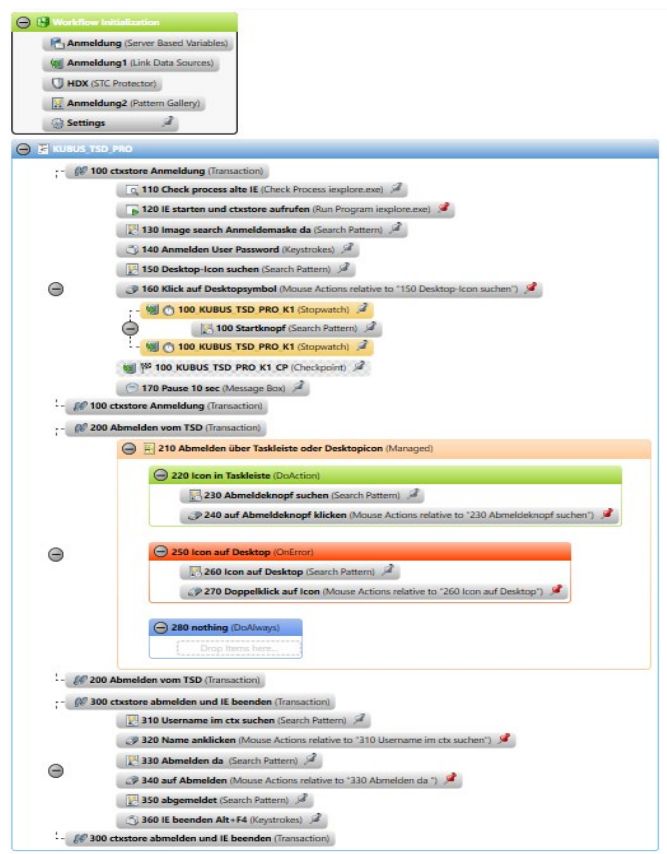 Workflow Initialization
Anmeldung (Server Based Variables)
Anmeldung1 (Link Data Sources)
HDX (STC Protector)
Anmeldung2 (Pattern Gallery)
Settings
KUBUS_TSD_PRO
100 ctxstore Anmeldung (Transaction)
110 Check process alte IE (Check Process iexplore.exe)
120 IE starten und ctxstore aufrufen (Run Program iexplore.exe)
130 Image search Anmeldemaske da (Search Pattern)
140 Anmelden User Password (Keystrokes)
150 Desktop-Icon suchen (Search Pattern)
160 Klick auf Desktopsymbol (Mouse Actions relative to "150 Desktop-Icon suchen")
100_KUBUS_TSD_PRO_K1 (Stopwatch)
100 Startknopf (Search Pattern)
100_KUBUS_TSD_PRO_K1 (Stopwatch)
100_KUBUS_TSD_PRO_K1_CP (Checkpoint)
170 Pause 10 sec (Message Box)
100 ctxstore Anmeldung (Transaction)
200 Abmelden vom TSD (Transaction)
210 Abmelden über Taskleiste oder Desktopicon (Managed)
220 Icon in Taskleiste (DoAction)
230 Abmeldeknopf suchen (Search Pattern)
240 auf Abmeldeknopf klicken (Mouse Actions relative to "230 Abmeldeknopf suchen")
250 Icon auf Desktop (OnError)
260 Icon auf Desktop (Search Pattern)
270 Doppelklick auf Icon (Mouse Actions relative to "260 Icon auf Desktop")
280 nothing (DoAlways)
Drop Items here...
200 Abmelden vom TSD (Transaction)
300 ctxstore abmelden und IE beenden (Transaction)
310 Username im ctx suchen (Search Pattern)
320 Name anklicken (Mouse Actions relative to "310 Username im ctx suchen")
330 Abmelden da (Search Pattern)
340 auf Abmelden (Mouse Actions relative to "330 Abmelden da ")
350 abgemeldet (Search Pattern)
360 IE beenden Alt+F4 (Keystrokes)
300 ctxstore abmelden und IE beenden (Transaction)